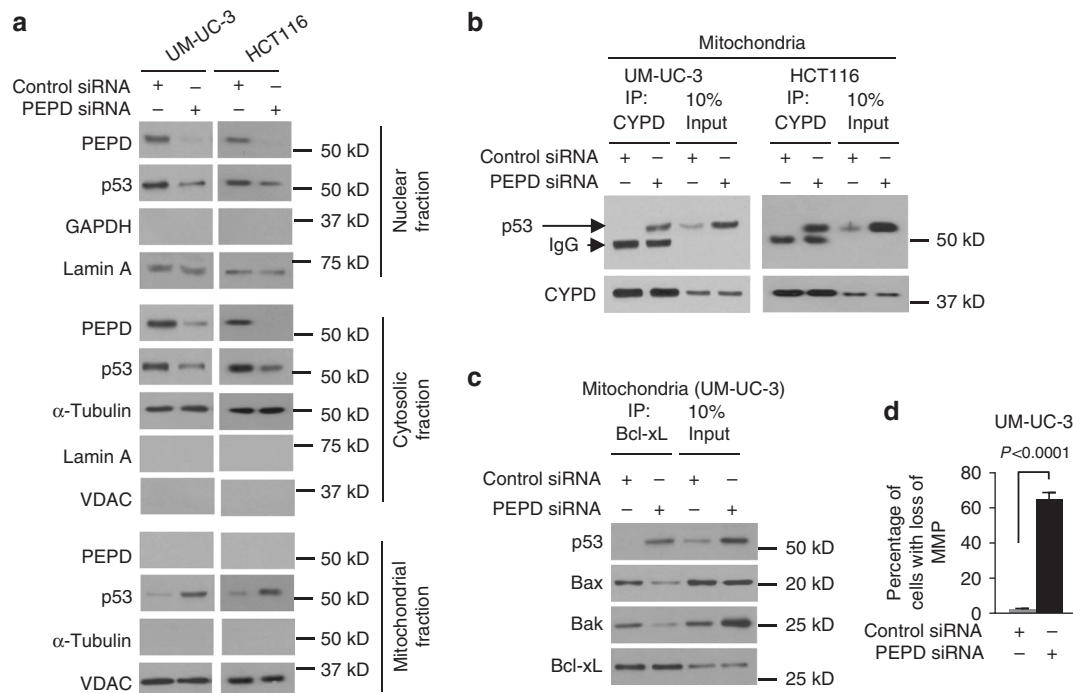 a
UM-UC-3 HCT116
Control siRNA + – + –
PEPD siRNA – + – +
PEPD 50 kD
p53 50 kD
GAPDH 37 kD
Lamin A 75 kD
Nuclear fraction
PEPD 50 kD
p53 50 kD
α-Tubulin 50 kD
Lamin A 75 kD
VDAC 37 kD
Cytosolic fraction
PEPD 50 kD
p53 50 kD
α-Tubulin 50 kD
VDAC 37 kD
Mitochondrial fraction
b
Mitochondria
UM-UC-3 HCT116
IP: 10% IP: 10%
CYPD Input CYPD Input
Control siRNA + – + – + – + –
PEPD siRNA – + – + – + – +
p53
IgG 50 kD
CYPD 37 kD
c
Mitochondria (UM-UC-3)
IP: 10%
Bcl-xL Input
Control siRNA + – + –
PEPD siRNA – + – +
p53 50 kD
Bax 20 kD
Bak 25 kD
Bcl-xL 25 kD
d
UM-UC-3
P<0.0001
Percentage of
cells with loss of
MMP
80
60
40
20
0
Control siRNA + –
PEPD siRNA – +